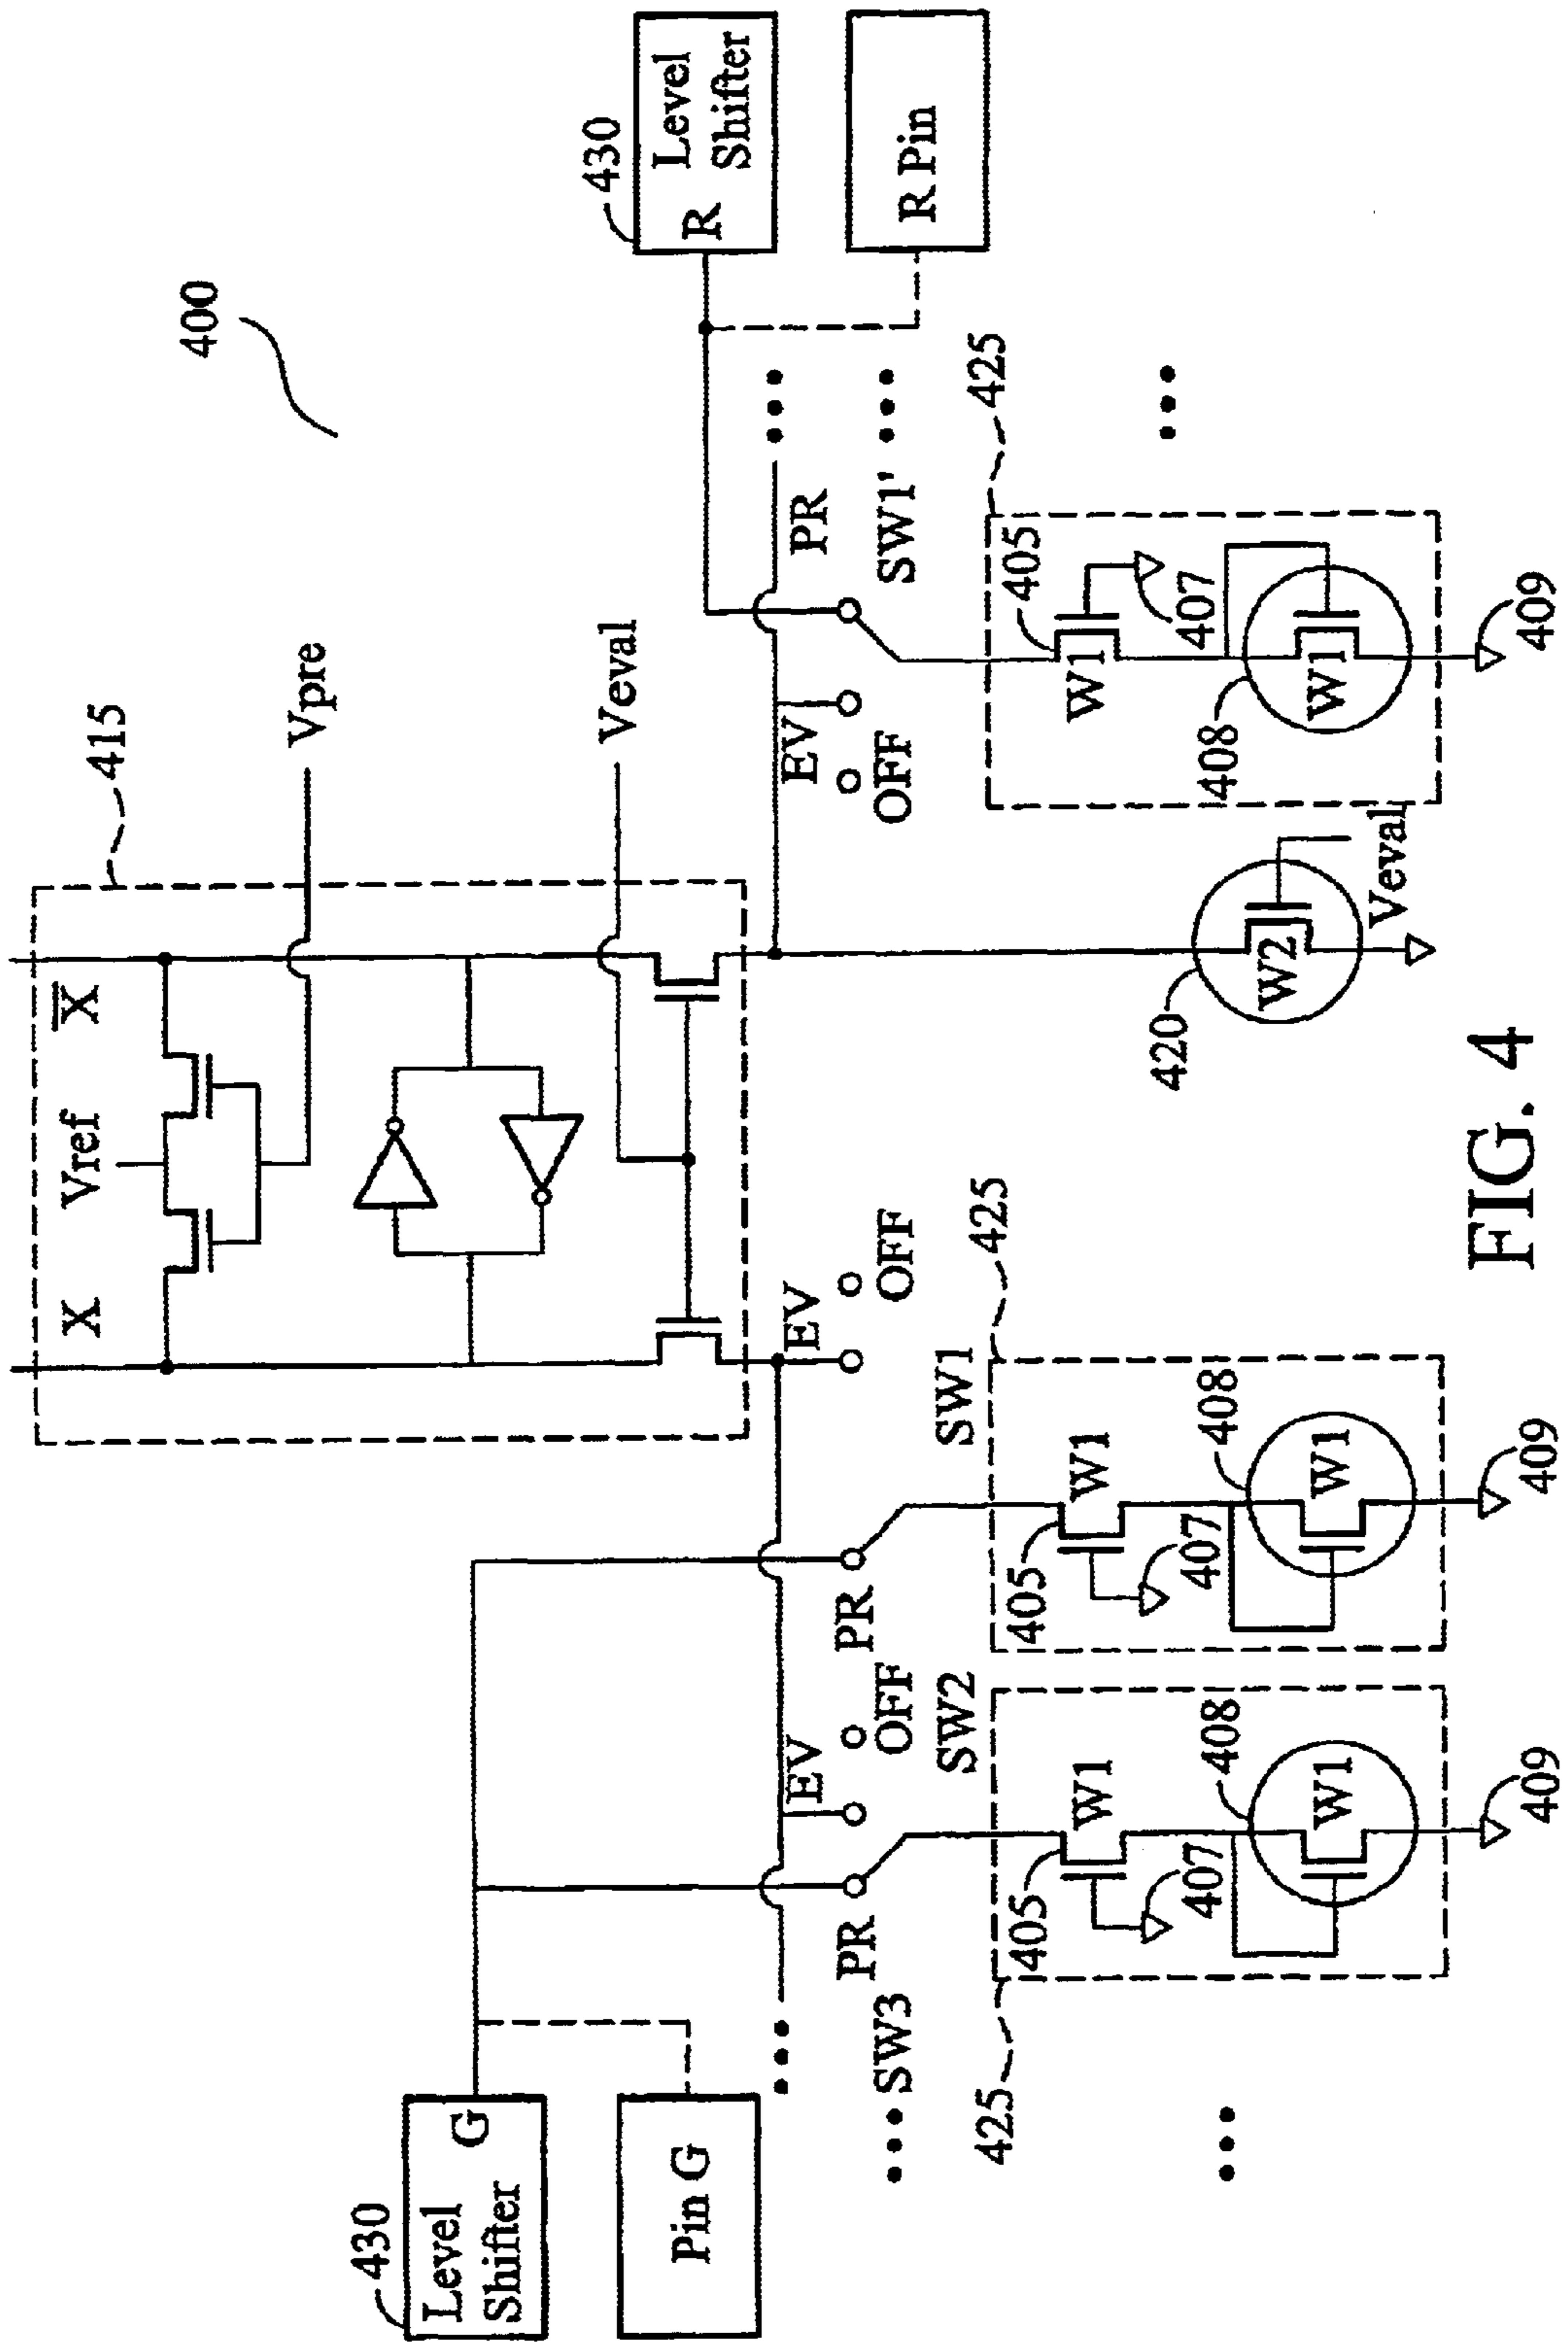 400
415
X
Vref
X̅
Vpre
Veval
430
Level
Shifter
G
Pin G
430
R
Level
Shifter
R Pin
EV
OFF
EV
OFF
PR
PR
EV
OFF
PR
SW3
SW2
SW1
SW1'
425
405
W1
407
408
W1
409
425
405
W1
407
408
W1
409
420
W2
Veval
425
405
W1
407
408
W1
409
FIG. 4